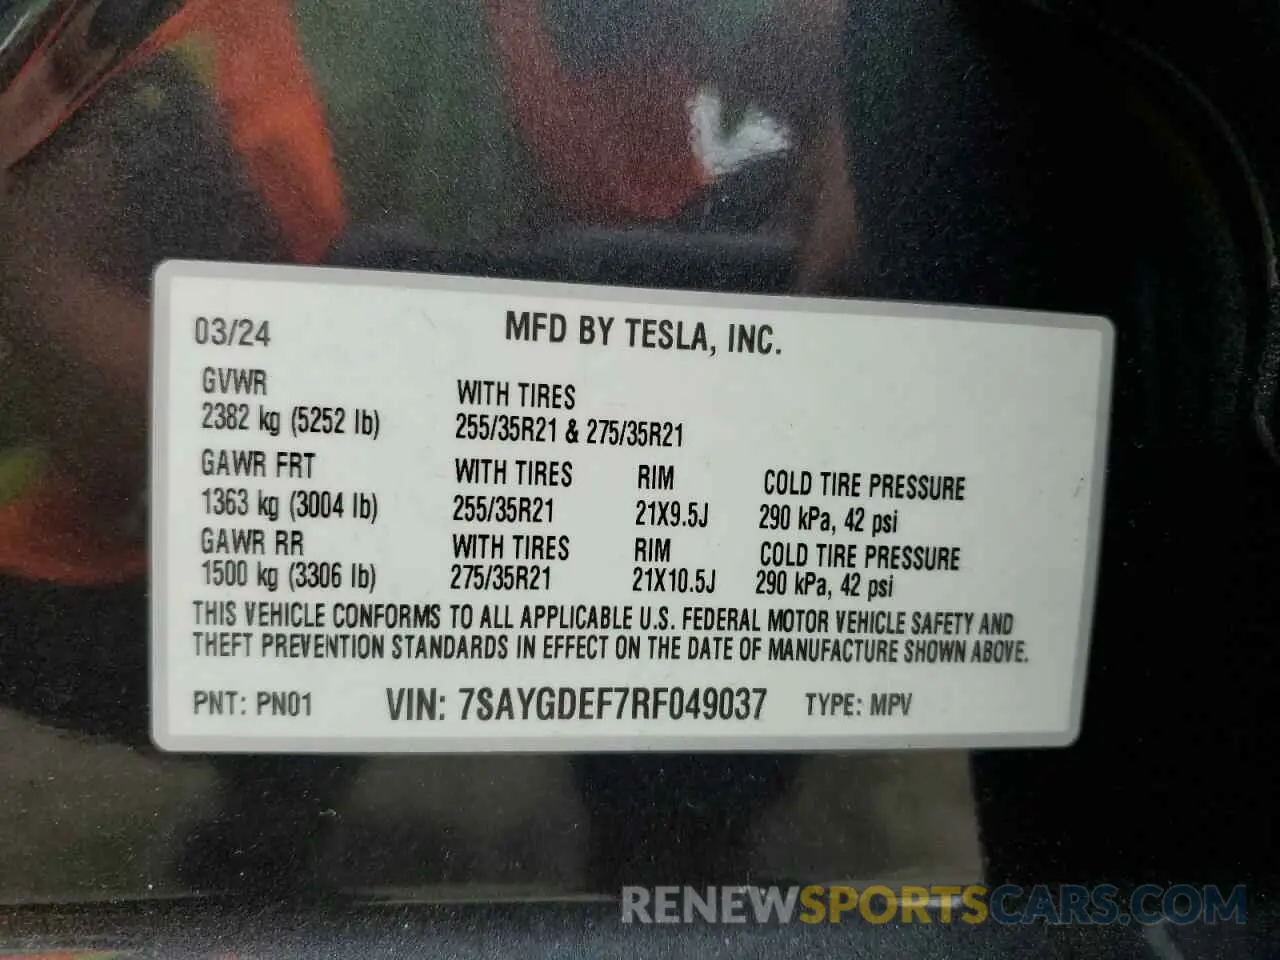 03/24 MFD BY TESLA, INC.
GVWR WITH TIRES
2382 kg (5252 lb) 255/35R21 & 275/35R21
GAWR FRT WITH TIRES RIM COLD TIRE PRESSURE
1363 kg (3004 lb) 255/35R21 21X9.5J 290 kPa, 42 psi
GAWR RR WITH TIRES RIM COLD TIRE PRESSURE
1500 kg (3306 lb) 275/35R21 21X10.5J 290 kPa, 42 psi
THIS VEHICLE CONFORMS TO ALL APPLICABLE U.S. FEDERAL MOTOR VEHICLE SAFETY AND
THEFT PREVENTION STANDARDS IN EFFECT ON THE DATE OF MANUFACTURE SHOWN ABOVE.
PNT: PN01 VIN: 7SAYGDEF7RF049037 TYPE: MPV
RENEWSPORTSCARS.COM